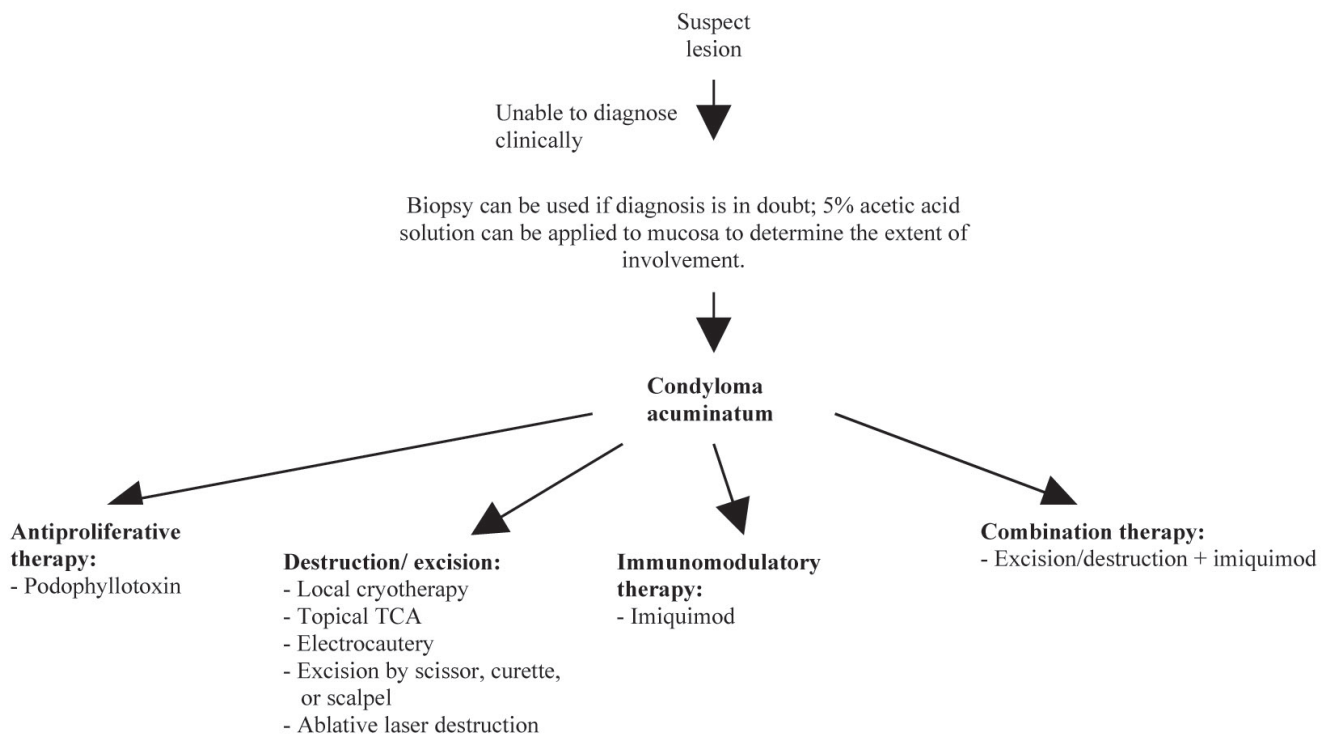 Suspect
lesion
Unable to diagnose
clinically
Biopsy can be used if diagnosis is in doubt; 5% acetic acid
solution can be applied to mucosa to determine the extent of
involvement.
Condyloma
acuminatum
Antiproliferative
therapy:
- Podophyllotoxin
Destruction/ excision:
- Local cryotherapy
- Topical TCA
- Electrocautery
- Excision by scissor, curette,
or scalpel
- Ablative laser destruction
Immunomodulatory
therapy:
- Imiquimod
Combination therapy:
- Excision/destruction + imiquimod